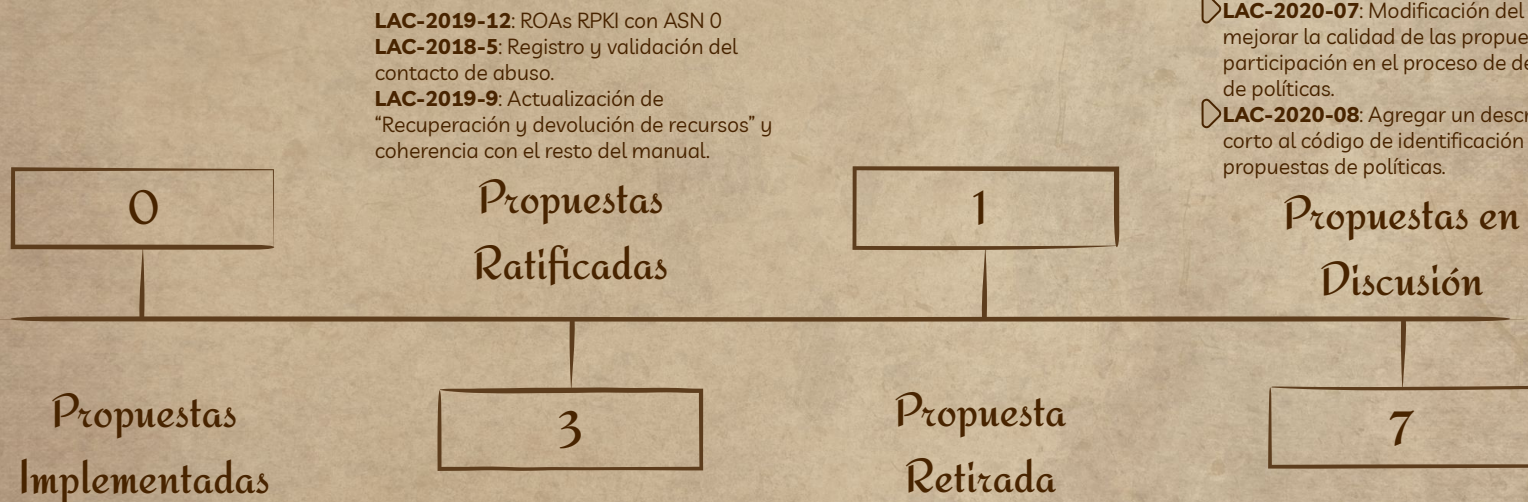 LAC-2019-12: ROAs RPKI con ASN 0
LAC-2018-5: Registro y validación del
contacto de abuso.
LAC-2019-9: Actualización de
“Recuperación y devolución de recursos” y
coherencia con el resto del manual.
LAC-2020-07: Modificación del
mejorar la calidad de las
participación en el proceso de
de políticas.
LAC-2020-08: Agregar un
corto al código de identificación
propuestas de políticas.
0
Propuestas
Ratificadas
1
Propuestas en
Discusión
Propuestas
Implementadas
3
Propuesta
Retirada
7